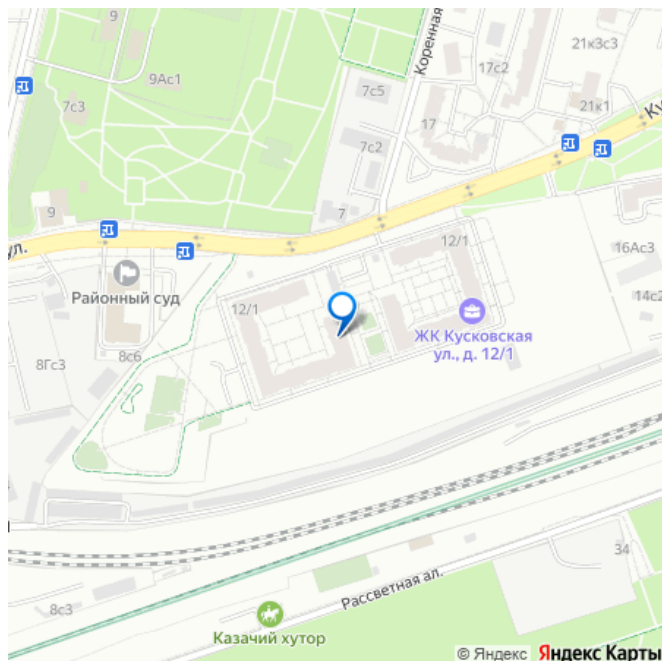 9
9Ас1
7с3
7с5
Коренная
17с2
21к3с3
21к1
7с2
17
Ку
9
7
ул.
12/1
16Ас3
Районный суд
12/1
14с2
8Гс3
8с6
ЖК Кусковская
ул., д. 12/1
34
Рассветная ал.
8с3
Казачий хутор
© Яндекс Яндекс Карты